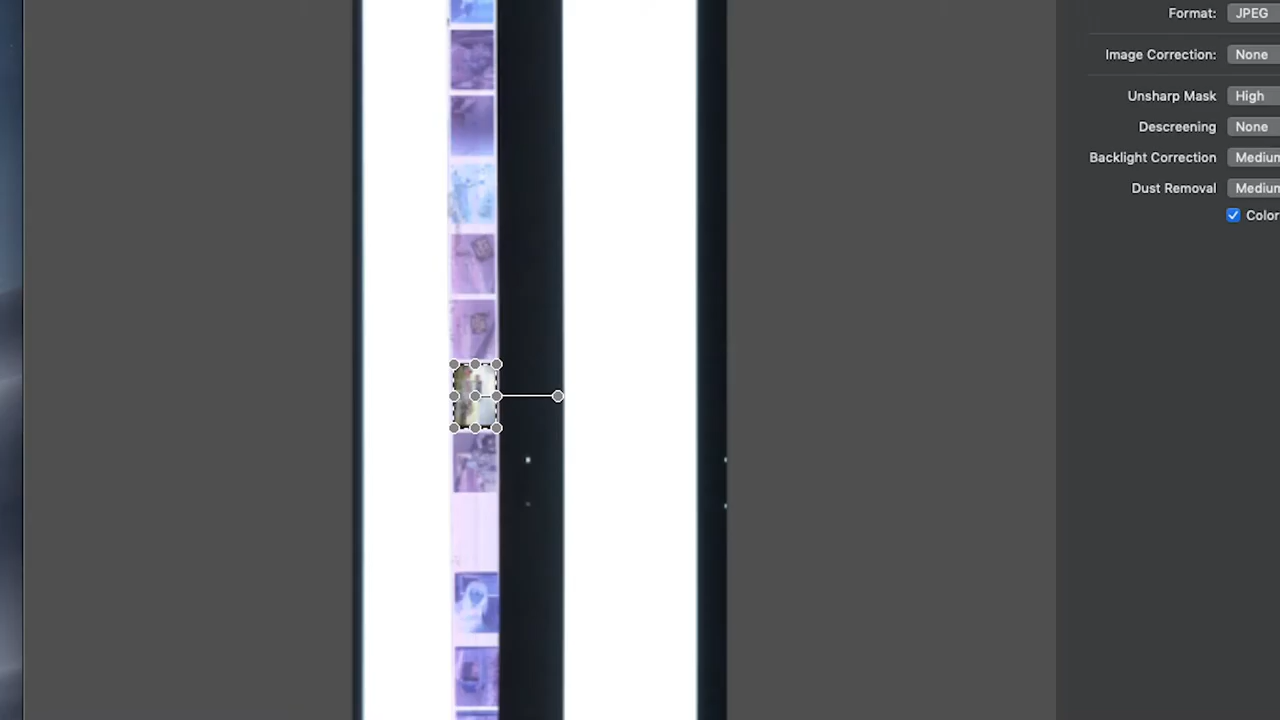 Format: JPEG
Image Correction: None
Unsharp Mask High
Descreening None
Backlight Correction Medium
Dust Removal Medium
Color